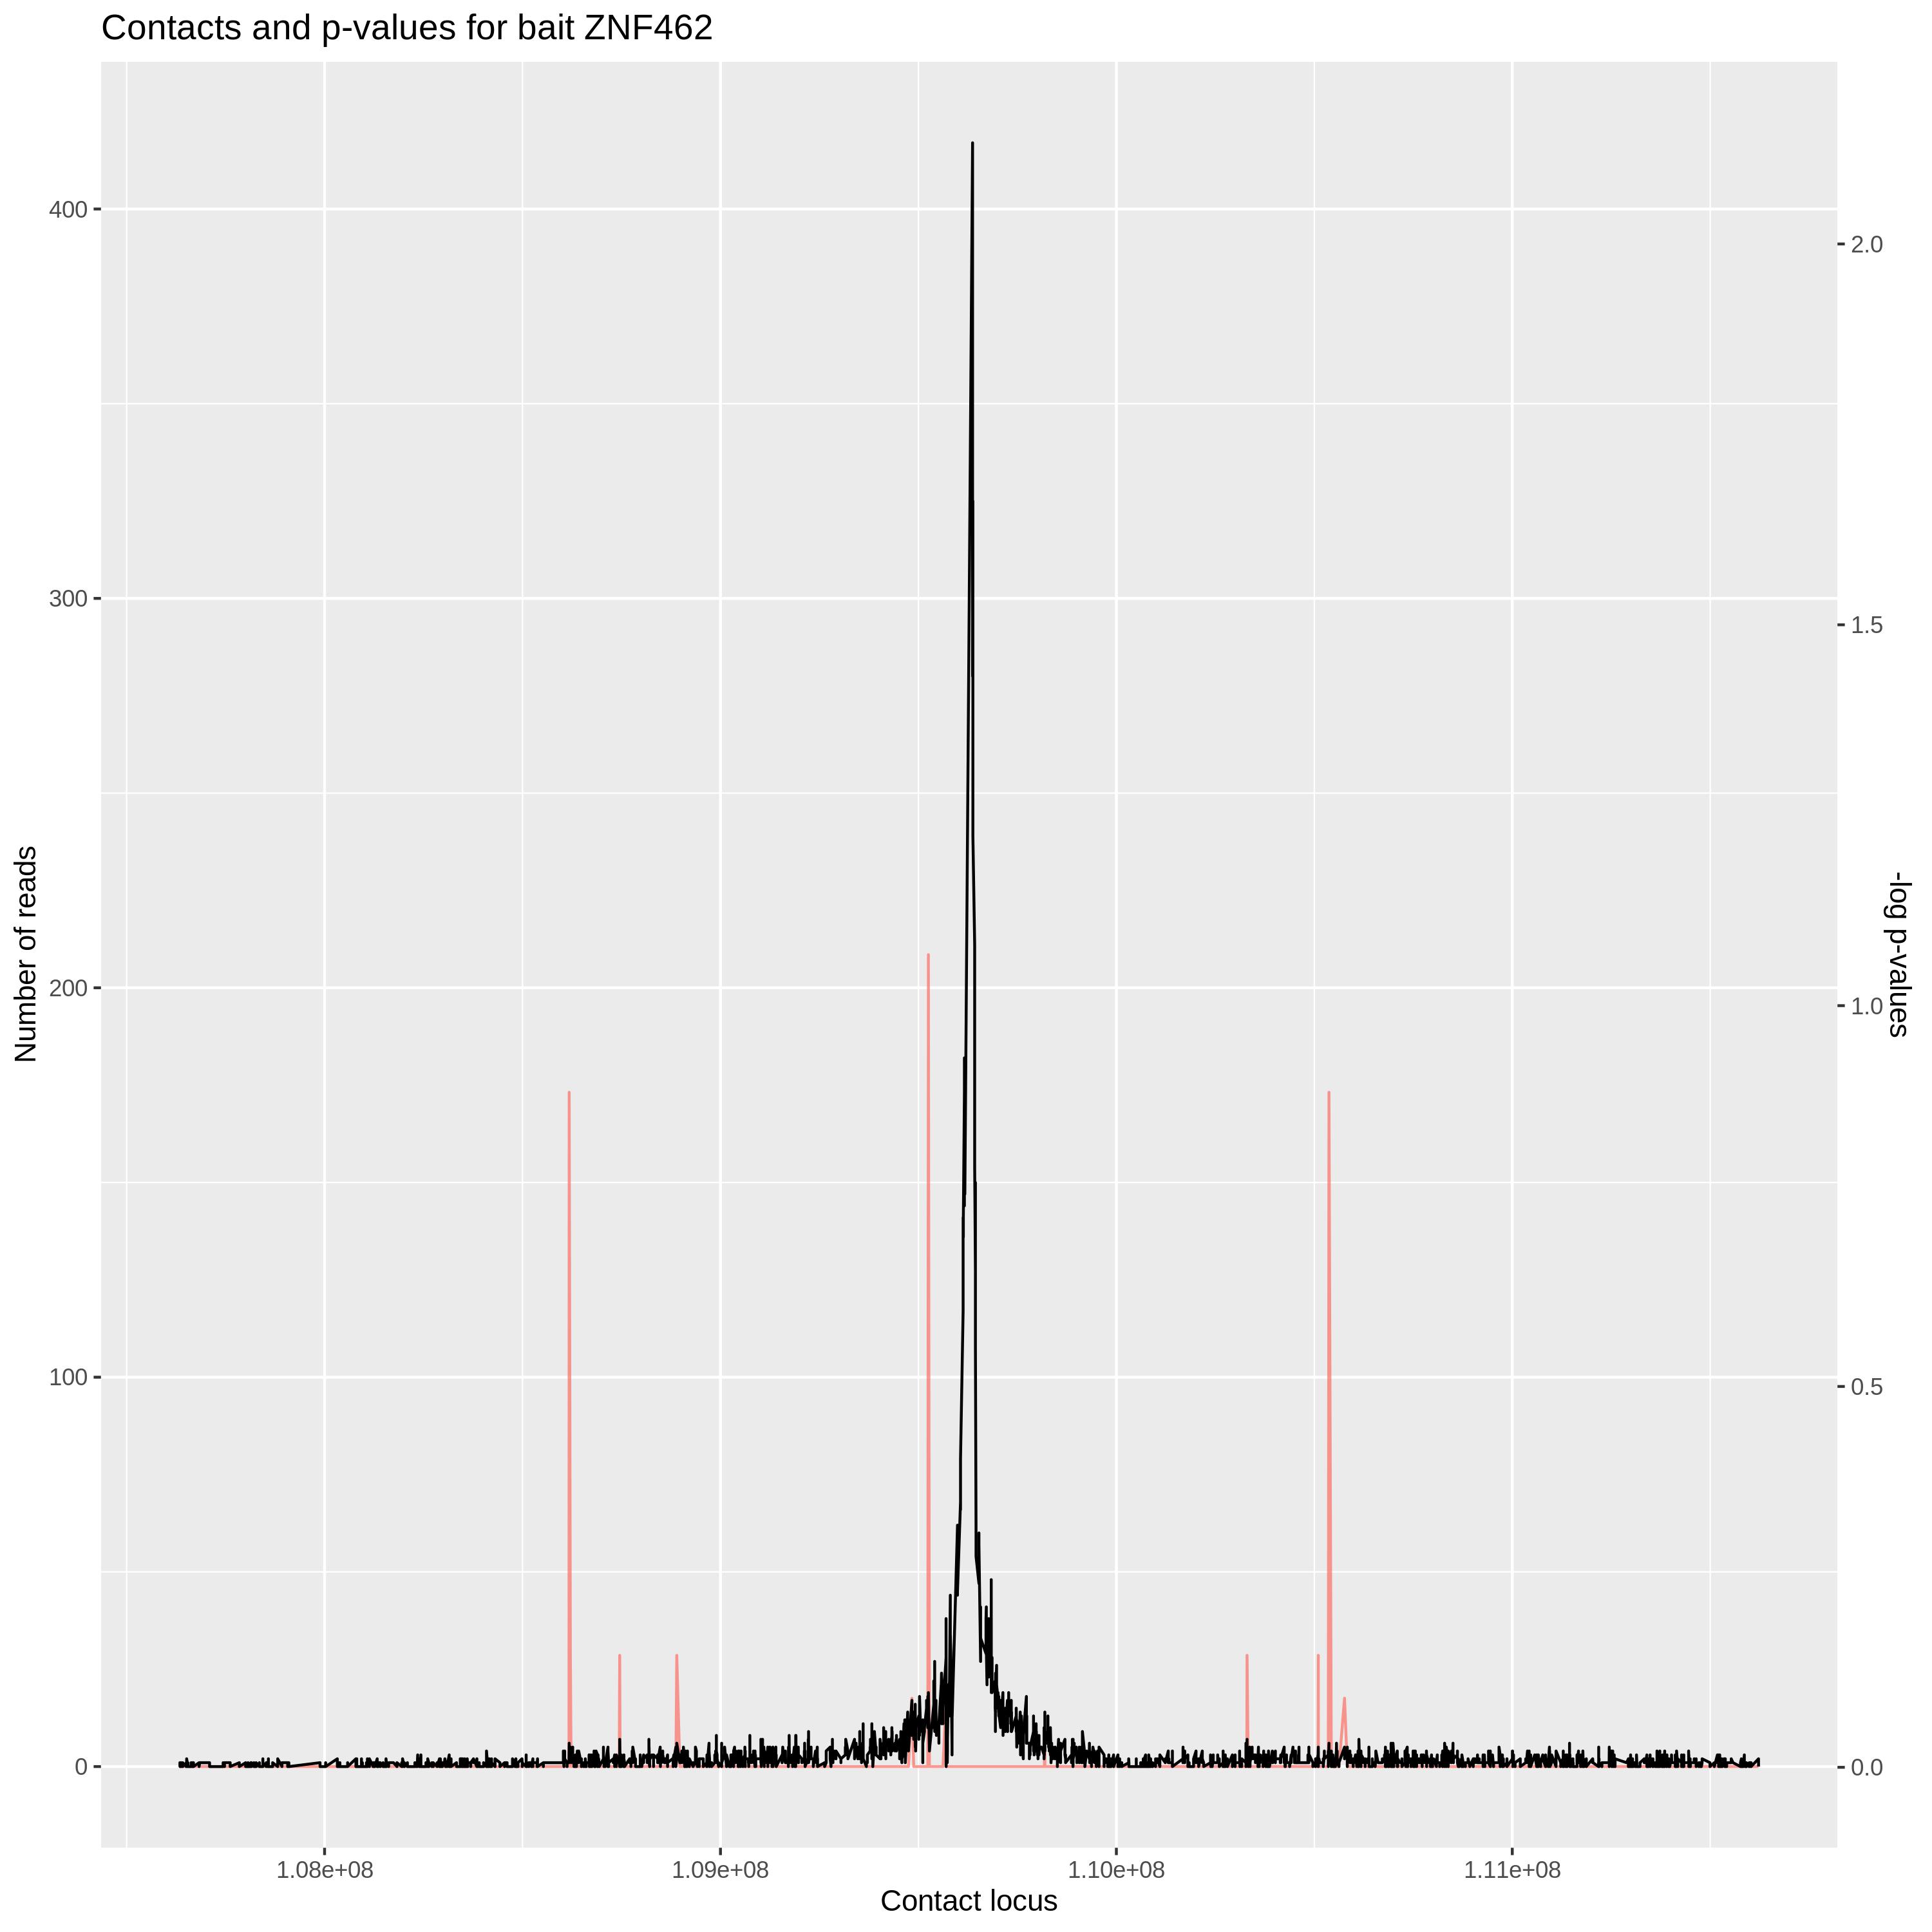 Contacts and p-values for bait ZNF462
Number of reads
400
300
200
100
0
2.0
1.5
1.0
0.5
0.0
-log p-values
1.08e+08
1.09e+08
1.10e+08
1.11e+08
Contact locus